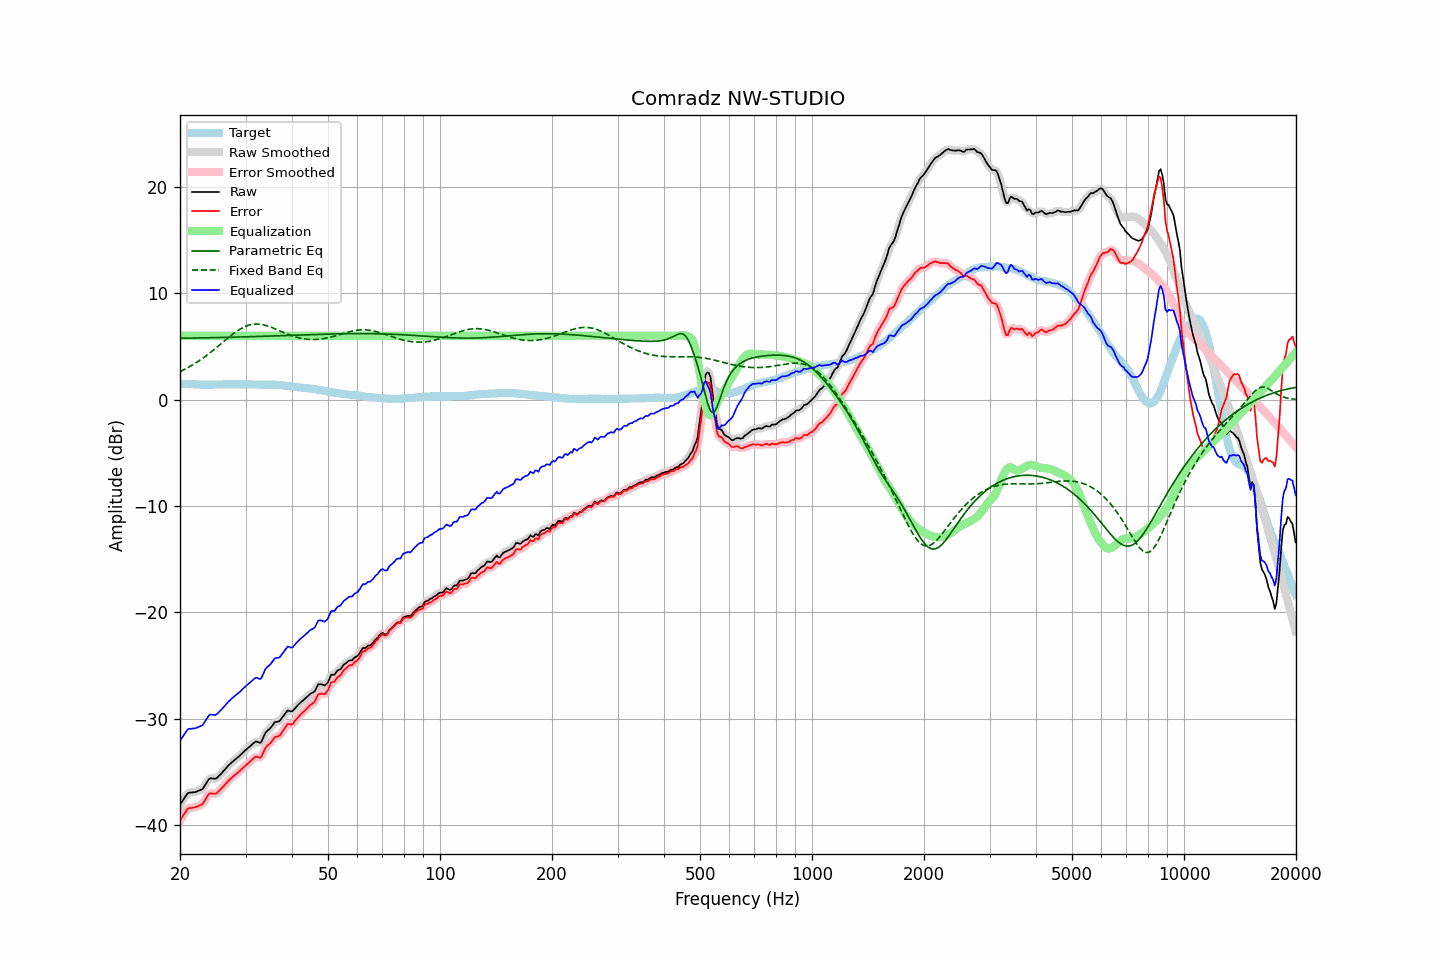 Comradz NW-STUDIO
Target
Raw Smoothed
Error Smoothed
Raw
Error
Equalization
Parametric Eq
Fixed Band Eq
Equalized
20
10
0
−10
−20
−30
−40
Amplitude (dBr)
20
50
100
200
500
1000
2000
5000
10000
20000
Frequency (Hz)